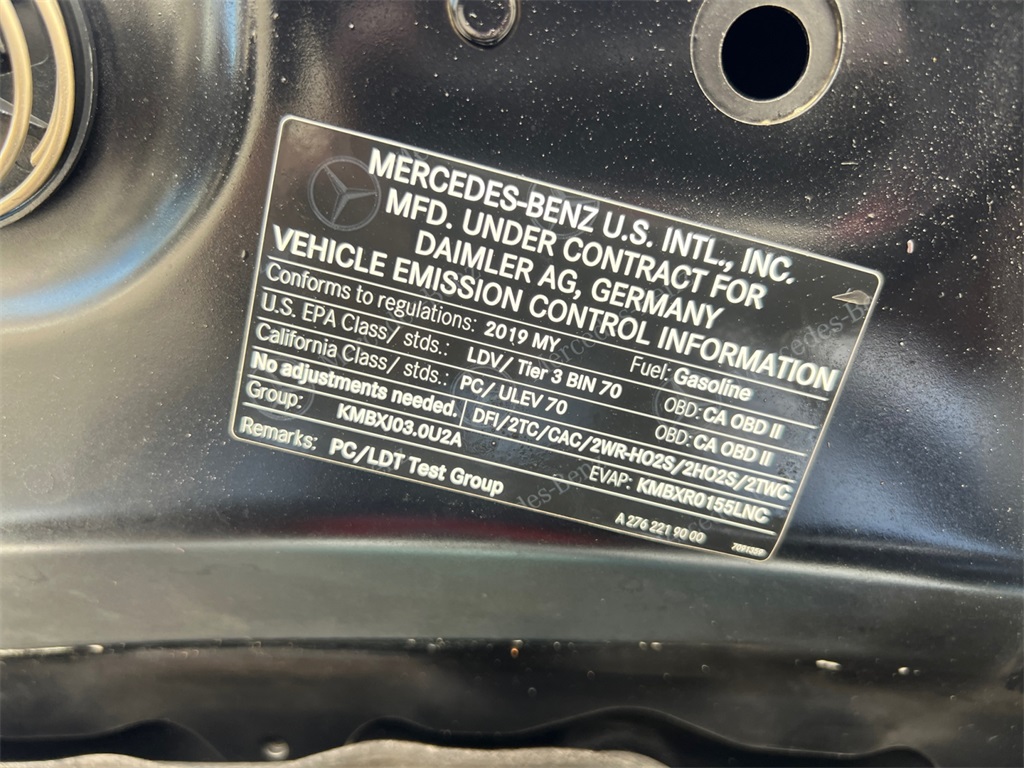 MERCEDES-BENZ U.S. INTL., INC.
MFD. UNDER CONTRACT FOR
DAIMLER AG, GERMANY
VEHICLE EMISSION CONTROL INFORMATION
Conforms to regulations: 2019 MY Fuel: Gasoline
U.S. EPA Class/ stds.: LDV/ Tier 3 BIN 70 OBD: CA OBD II
California Class/ stds.: PC/ ULEV 70 OBD: CA OBD II
No adjustments needed. DFI/2TC/CAC/2WR-HO2S/2HO2S/2TWC
Group: KMBXJ03.0U2A EVAP: KMBXR0155LNC
Remarks: PC/LDT Test Group
A 276 221 90 00